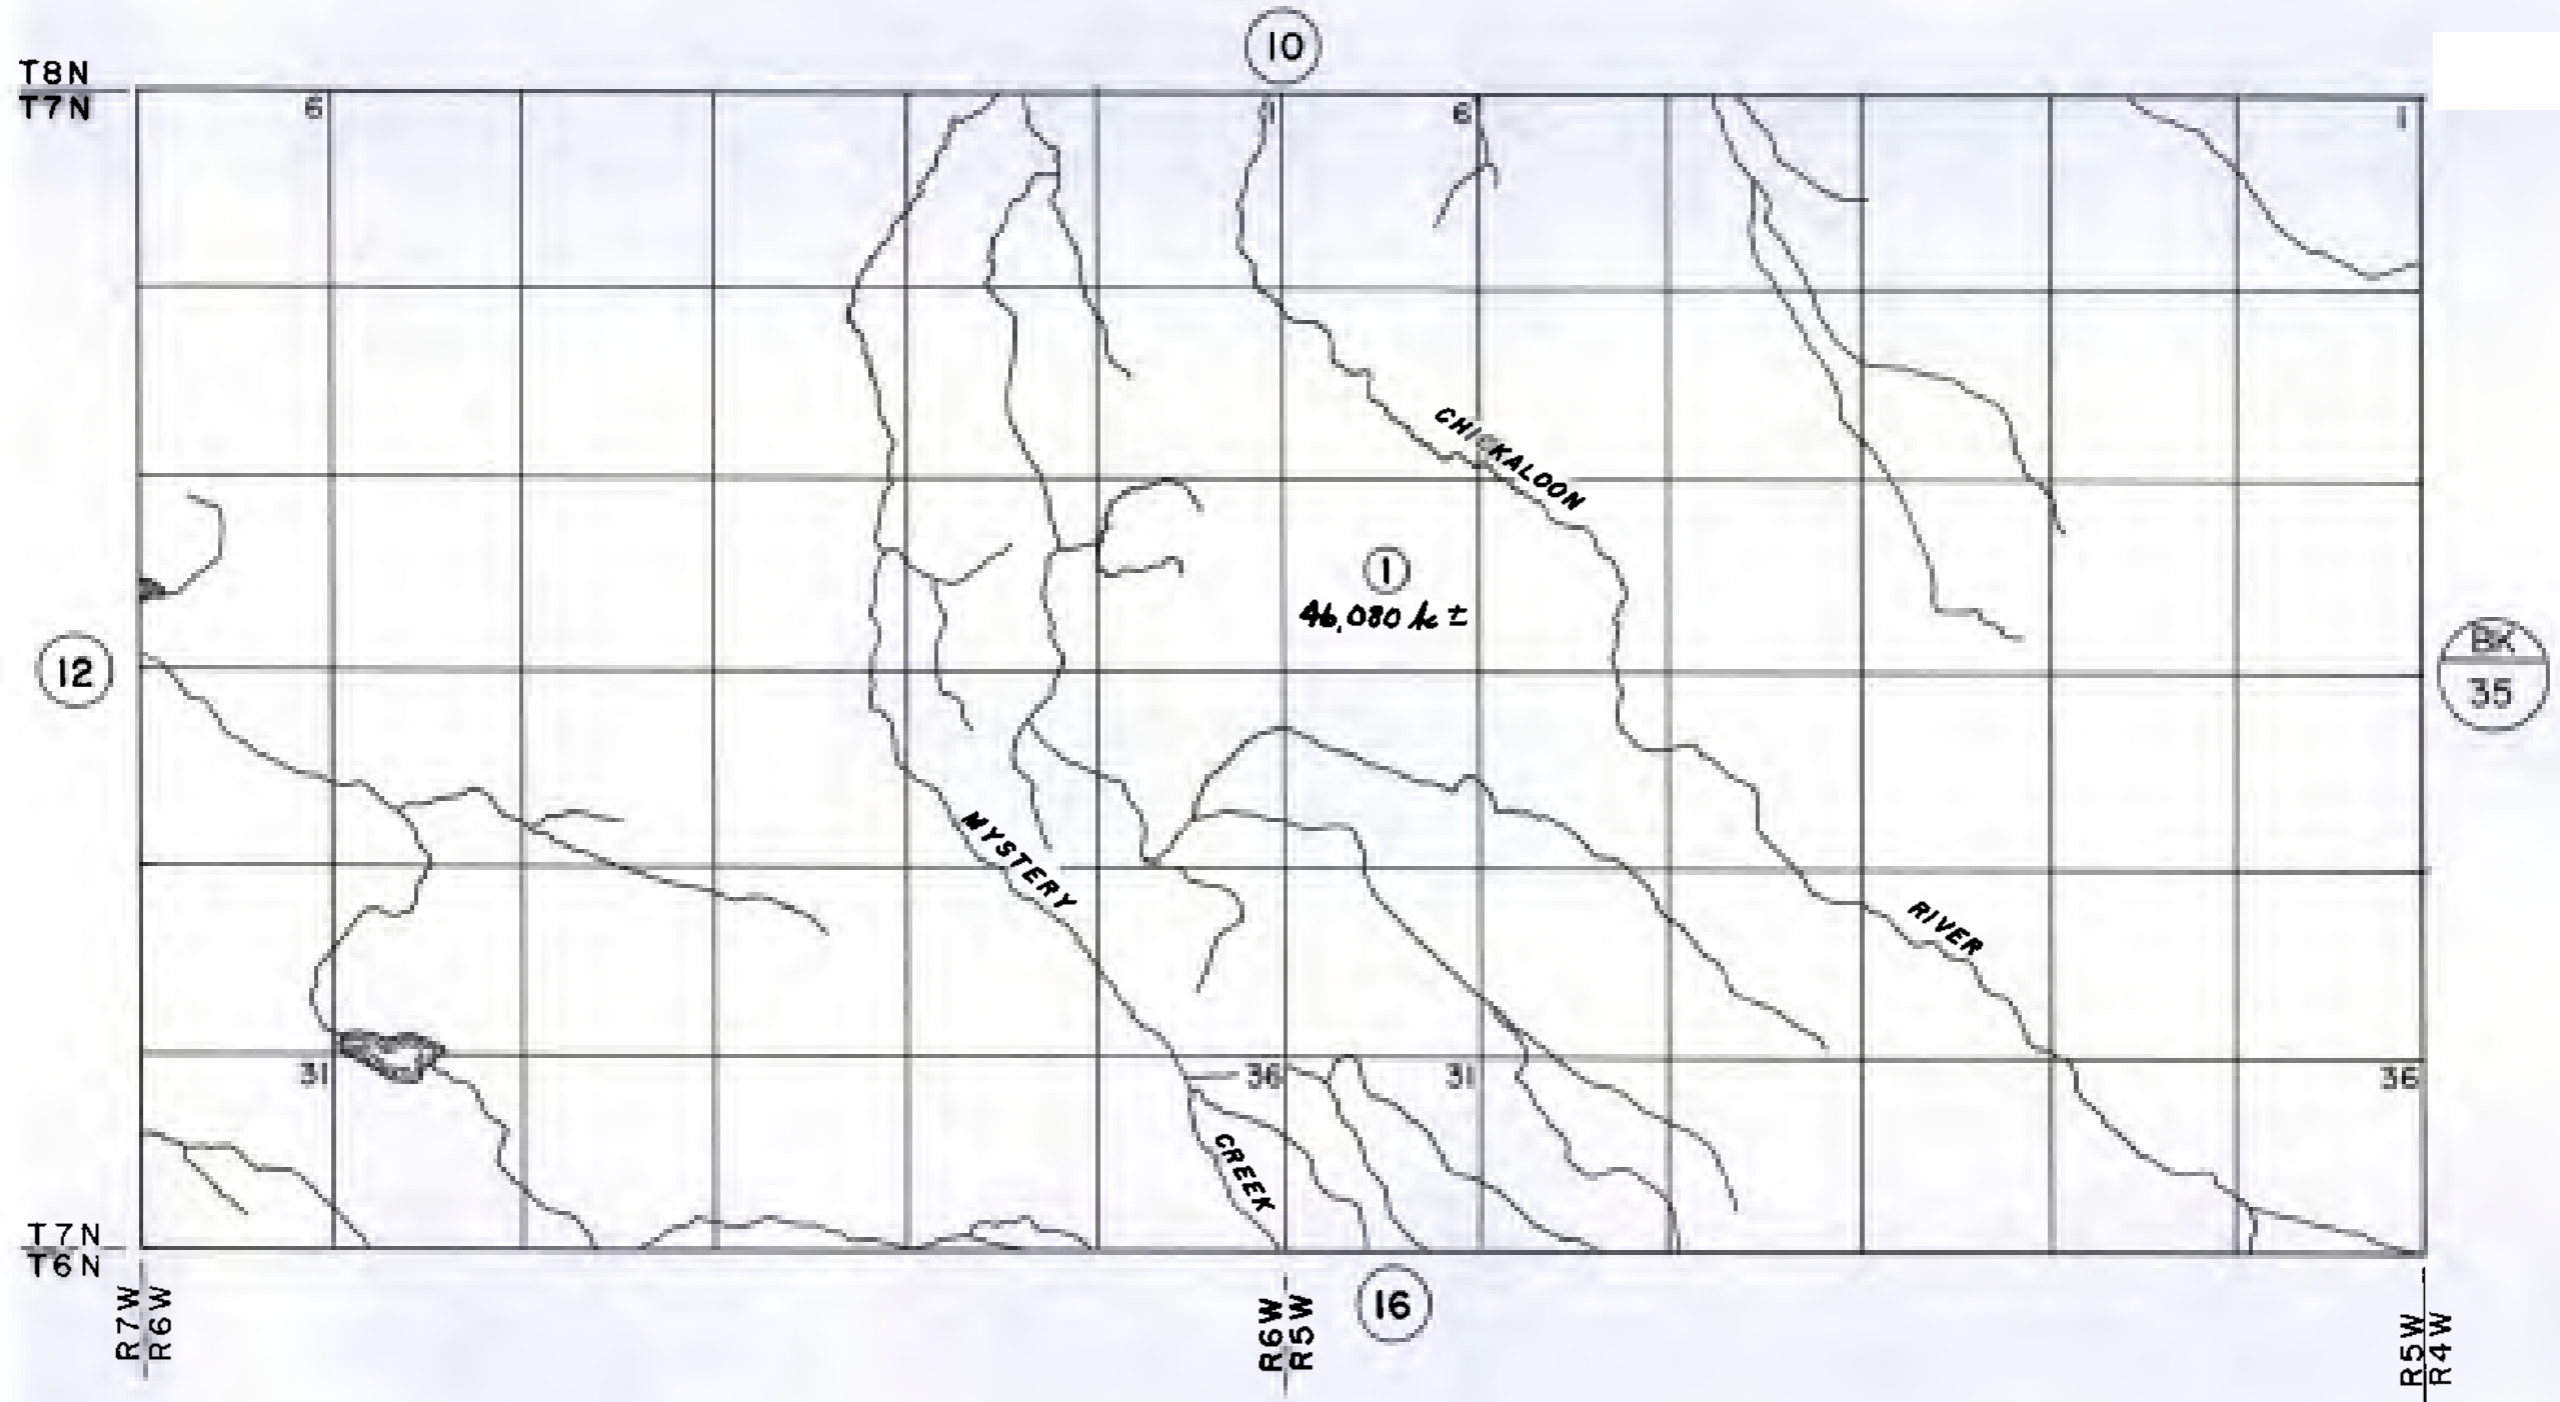 10
T8N
T7N
6
1
6
1
CHICKALOON
1
46,080 Ac ±
12
BK
35
MYSTERY
RIVER
31
36
31
36
CREEK
T7N
T6N
R7W
R6W
R6W
R5W
16
R5W
R4W